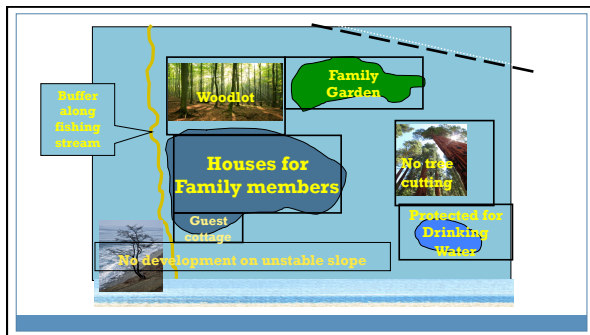 Family
Garden
Woodlot
Buffer
along
fishing
stream
Houses for
Family members
No tree
cutting
Guest
cottage
Protected for
Drinking
Water
No development on unstable slope